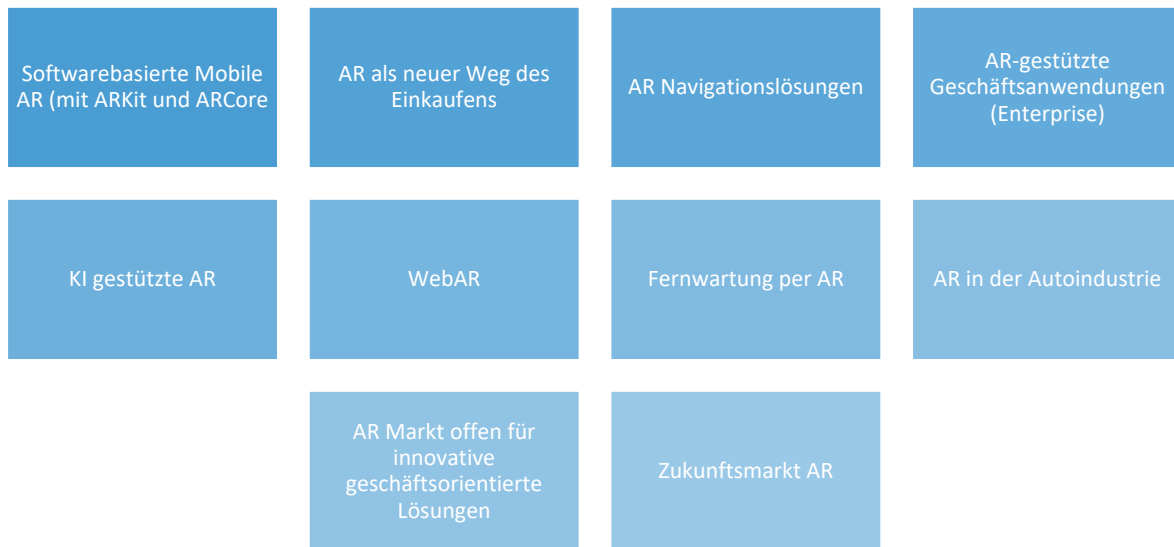 Softwarebasierte Mobile
AR (mit ARKit und ARCore
AR als neuer Weg des
Einkaufens
AR Navigationslösungen
AR-gestützte
Geschäftsanwendungen
(Enterprise)
KI gestützte AR
WebAR
Fernwartung per AR
AR in der Autoindustrie
AR Markt offen für
innovative
geschäftsorientierte
Lösungen
Zukunftsmarkt AR